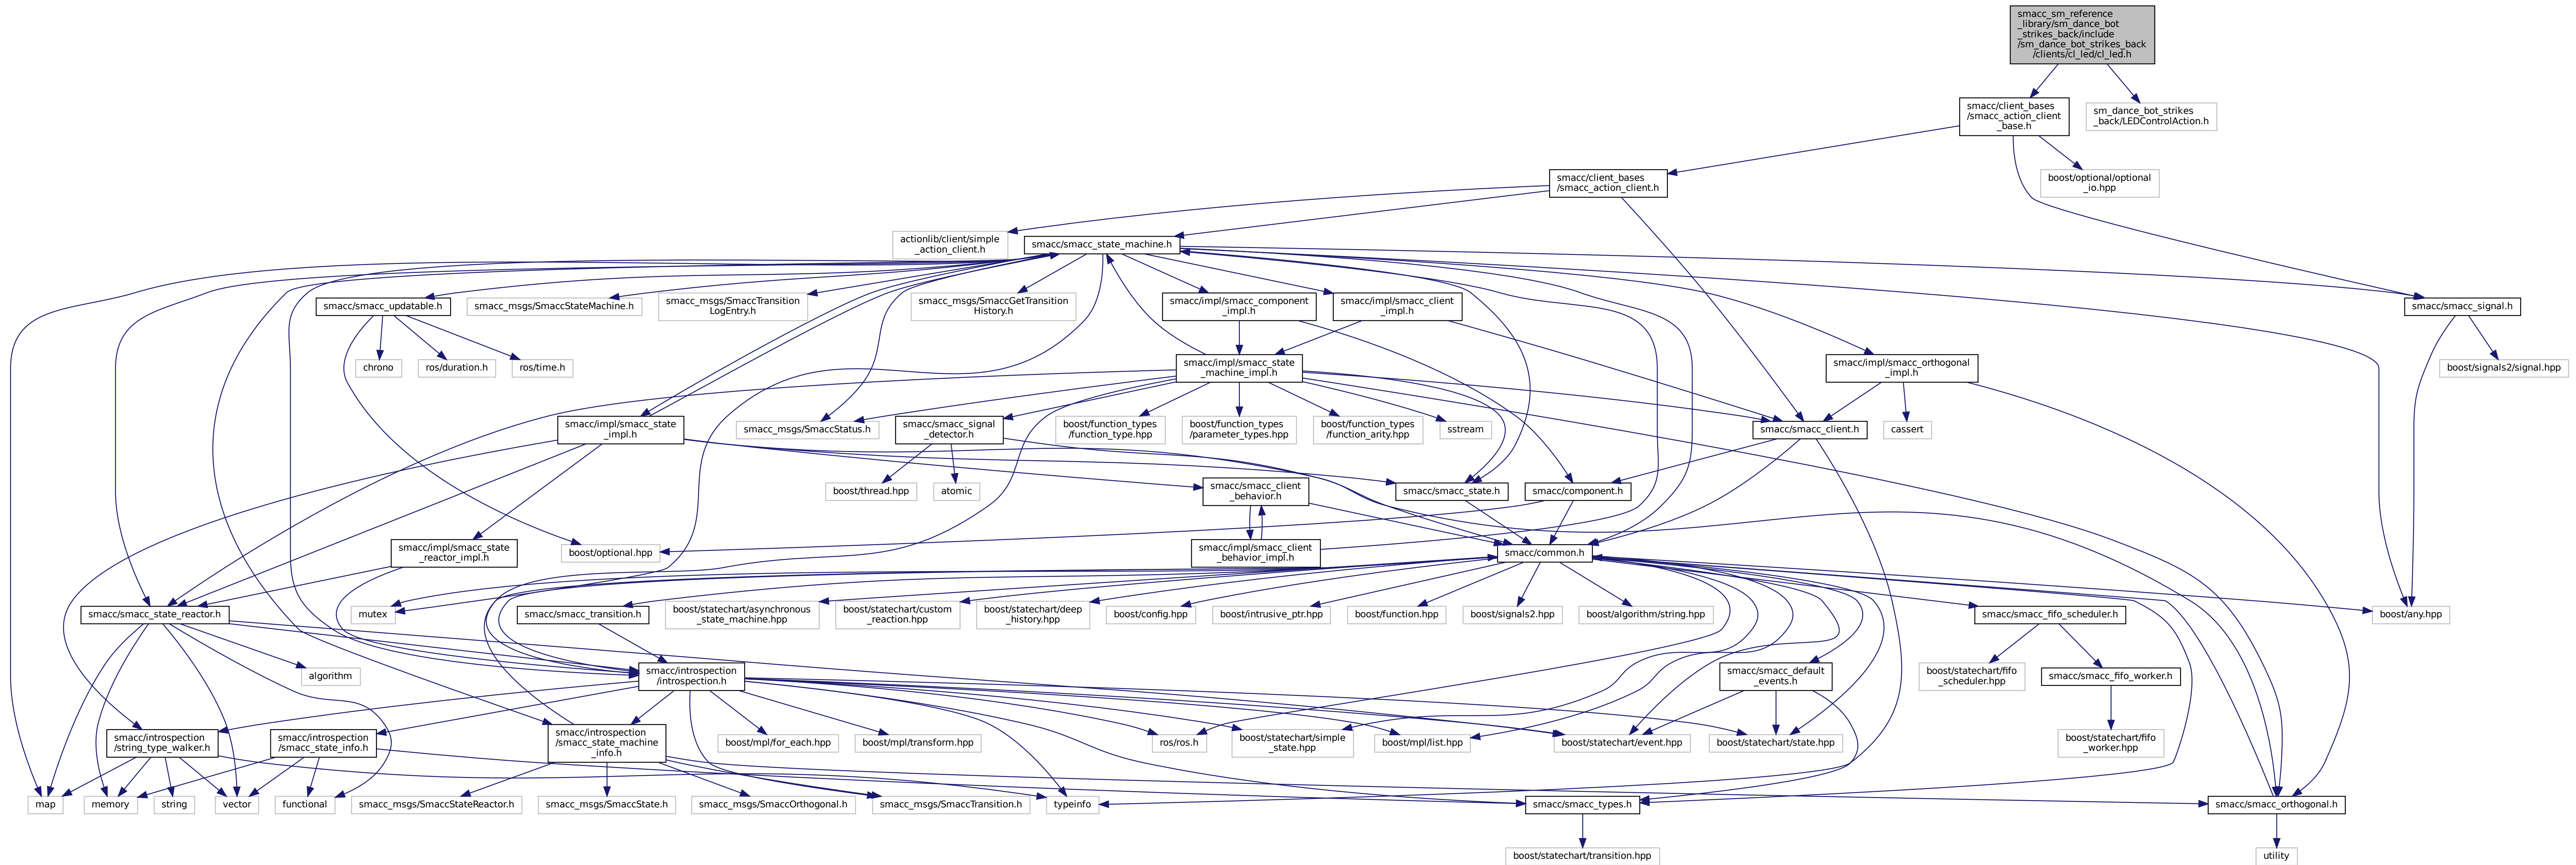 smacc_sm_reference
_library/sm_dance_bot
_strikes_back/include
/sm_dance_bot_strikes_back
/clients/cl_led/cl_led.h
smacc/client_bases
/smacc_action_client
_base.h
sm_dance_bot_strikes
_back/LEDControlAction.h
smacc/client_bases
/smacc_action_client.h
boost/optional/optional
_io.hpp
actionlib/client/simple
_action_client.h
smacc/smacc_state_machine.h
smacc/smacc_updatable.h
smacc_msgs/SmaccStateMachine.h
smacc_msgs/SmaccTransition
LogEntry.h
smacc_msgs/SmaccGetTransition
History.h
smacc/impl/smacc_component
_impl.h
smacc/impl/smacc_client
_impl.h
smacc/smacc_signal.h
chrono
ros/duration.h
ros/time.h
smacc/impl/smacc_state
_machine_impl.h
smacc/impl/smacc_orthogonal
_impl.h
boost/signals2/signal.hpp
smacc/impl/smacc_state
_impl.h
smacc_msgs/SmaccStatus.h
smacc/smacc_signal
_detector.h
boost/function_types
/function_type.hpp
boost/function_types
/parameter_types.hpp
boost/function_types
/function_arity.hpp
sstream
smacc/smacc_client.h
cassert
boost/thread.hpp
atomic
smacc/smacc_client
_behavior.h
smacc/smacc_state.h
smacc/component.h
smacc/impl/smacc_state
_reactor_impl.h
boost/optional.hpp
smacc/impl/smacc_client
_behavior_impl.h
smacc/common.h
smacc/smacc_state_reactor.h
mutex
smacc/smacc_transition.h
boost/statechart/asynchronous
_state_machine.hpp
boost/statechart/custom
_reaction.hpp
boost/statechart/deep
_history.hpp
boost/config.hpp
boost/intrusive_ptr.hpp
boost/function.hpp
boost/signals2.hpp
boost/algorithm/string.hpp
smacc/smacc_fifo_scheduler.h
boost/any.hpp
algorithm
smacc/introspection
/introspection.h
smacc/smacc_default
_events.h
boost/statechart/fifo
_scheduler.hpp
smacc/smacc_fifo_worker.h
smacc/introspection
/string_type_walker.h
smacc/introspection
/smacc_state_info.h
smacc/introspection
/smacc_state_machine
_info.h
boost/mpl/for_each.hpp
boost/mpl/transform.hpp
ros/ros.h
boost/statechart/simple
_state.hpp
boost/mpl/list.hpp
boost/statechart/event.hpp
boost/statechart/state.hpp
boost/statechart/fifo
_worker.hpp
map
memory
string
vector
functional
smacc_msgs/SmaccStateReactor.h
smacc_msgs/SmaccState.h
smacc_msgs/SmaccOrthogonal.h
smacc_msgs/SmaccTransition.h
typeinfo
smacc/smacc_types.h
smacc/smacc_orthogonal.h
boost/statechart/transition.hpp
utility